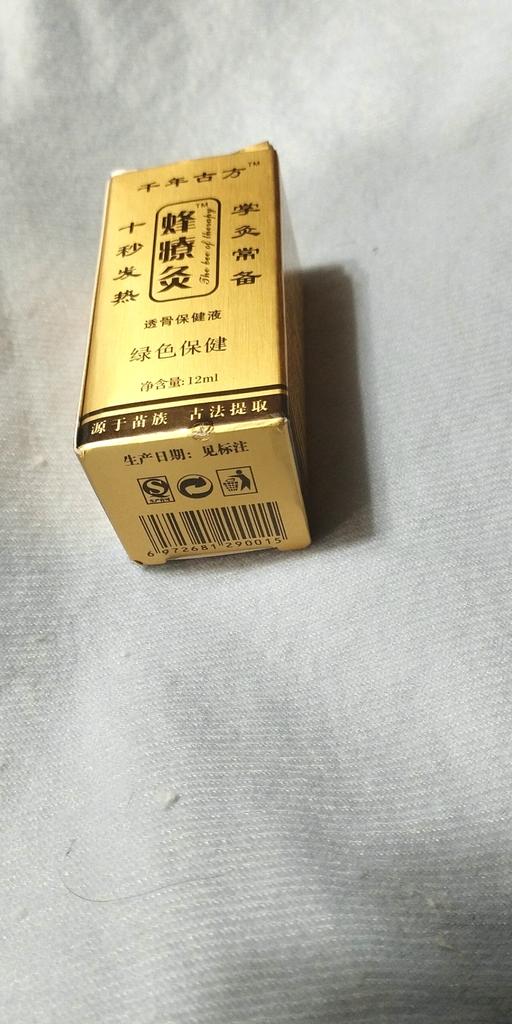 千年古方™
十秒发热
蜂療灸™
The bee of therapy
掌灸常备
透骨保健液
绿色保健
净含量:12ml
源于苗族 古法提取
生产日期：见标注
6 972681 290015